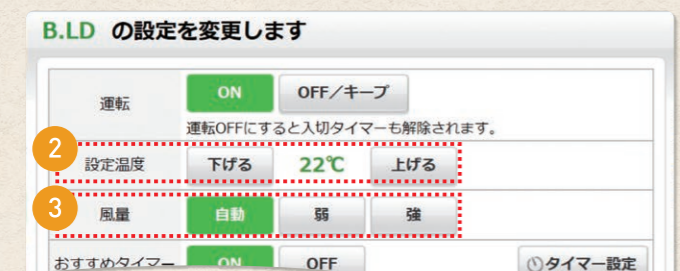 B.LD の設定を変更します
運転 ON OFF／キープ
運転OFFにすると入切タイマーも解除されます。
2 設定温度 下げる 22℃ 上げる
3 風量 自動 弱 強
おすすめタイマー ON OFF タイマー設定